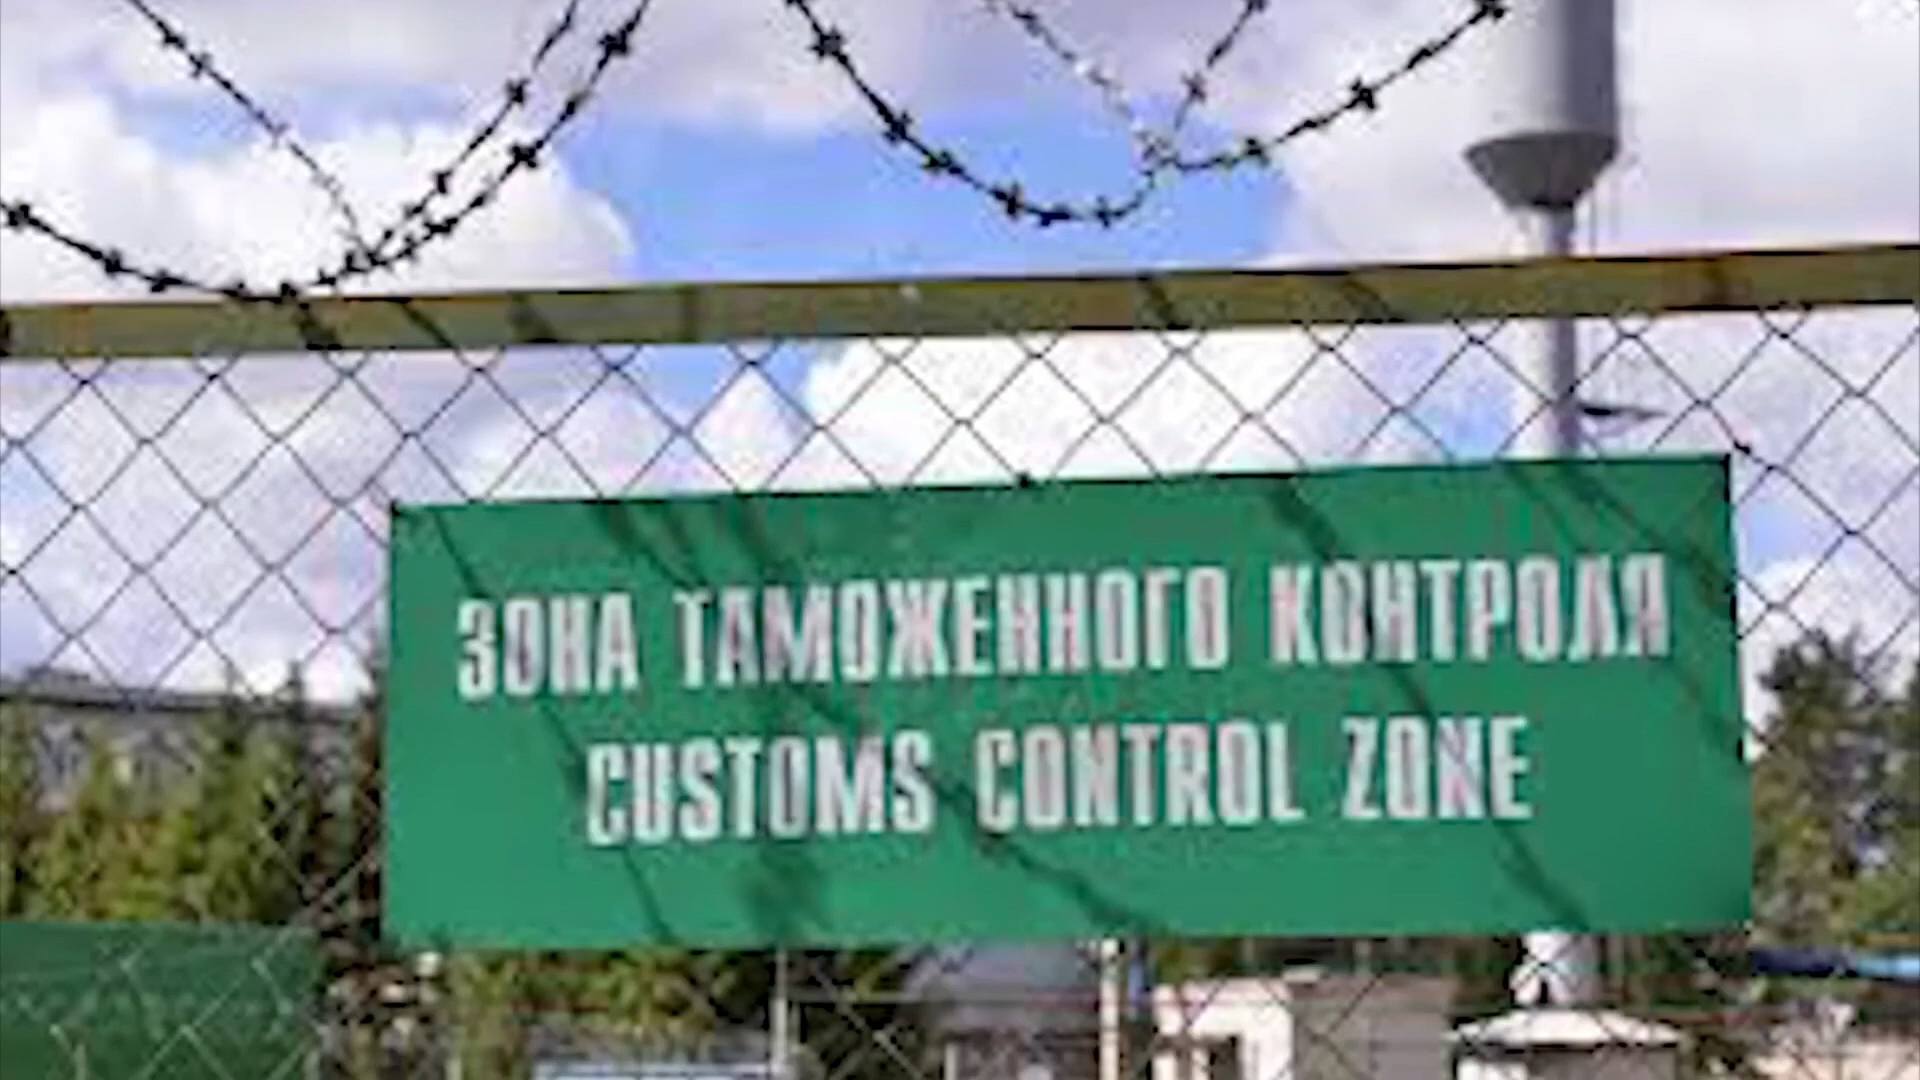 ЗОНА ТАМОЖЕННОГО КОНТРОЛЯ
CUSTOMS CONTROL ZONE